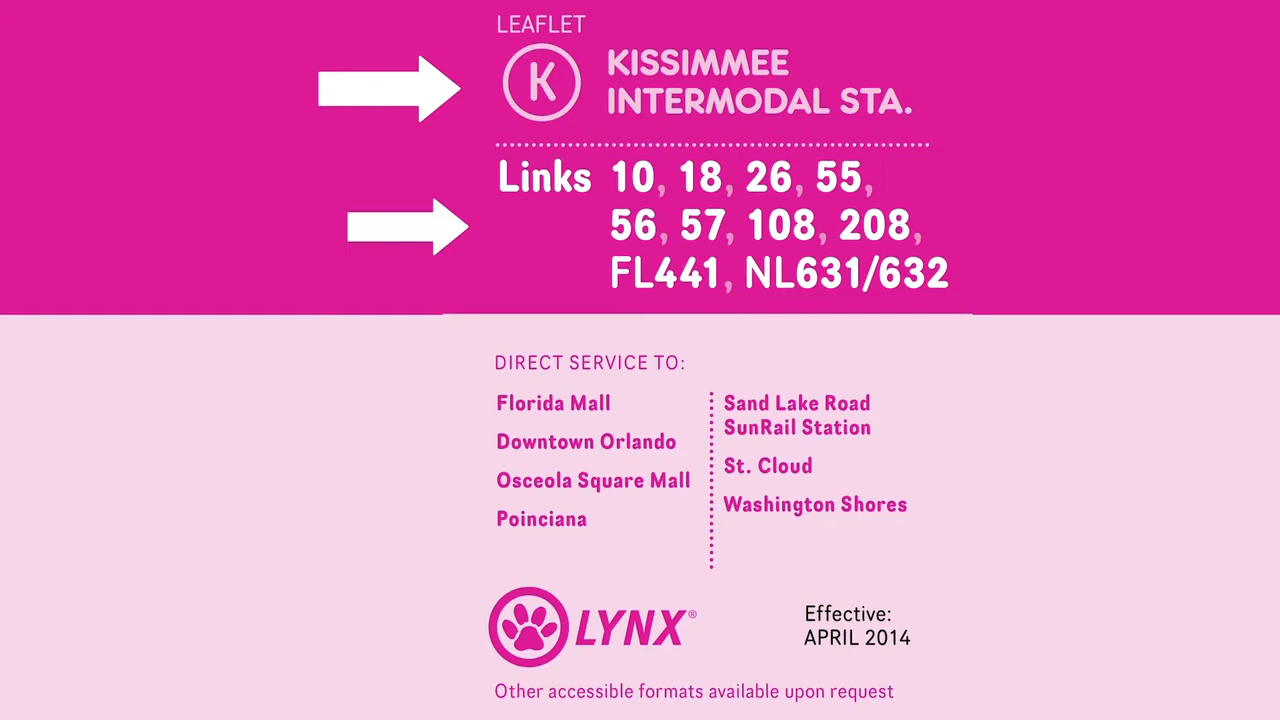 LEAFLET
K
KISSIMMEE
INTERMODAL STA.
Links 10, 18, 26, 55,
56, 57, 108, 208,
FL441, NL631/632
DIRECT SERVICE TO:
Florida Mall
Downtown Orlando
Osceola Square Mall
Poinciana
Sand Lake Road
SunRail Station
St. Cloud
Washington Shores
LYNX®
Effective:
APRIL 2014
Other accessible formats available upon request